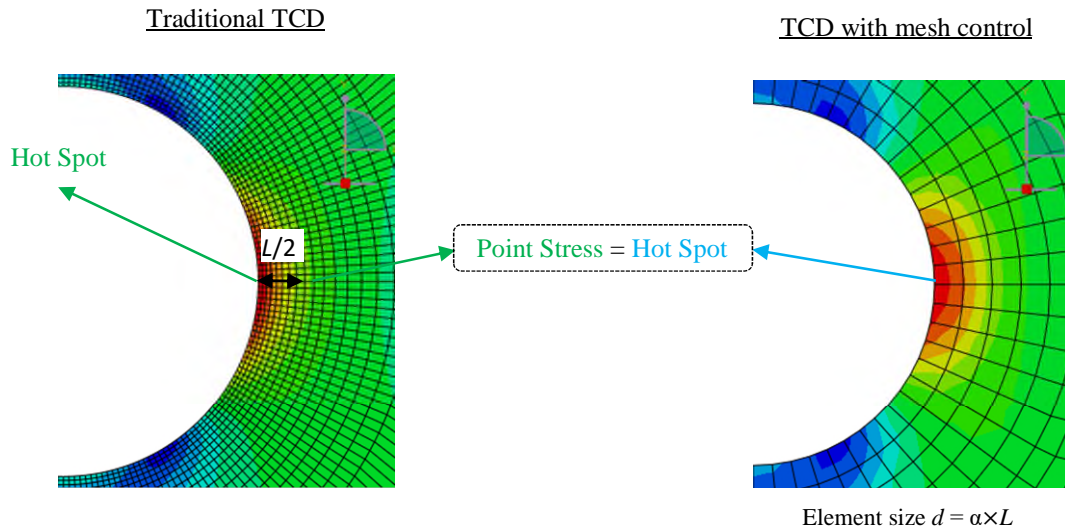 Traditional TCD
TCD with mesh control
Hot Spot
L/2
Point Stress = Hot Spot
Element size d = α×L